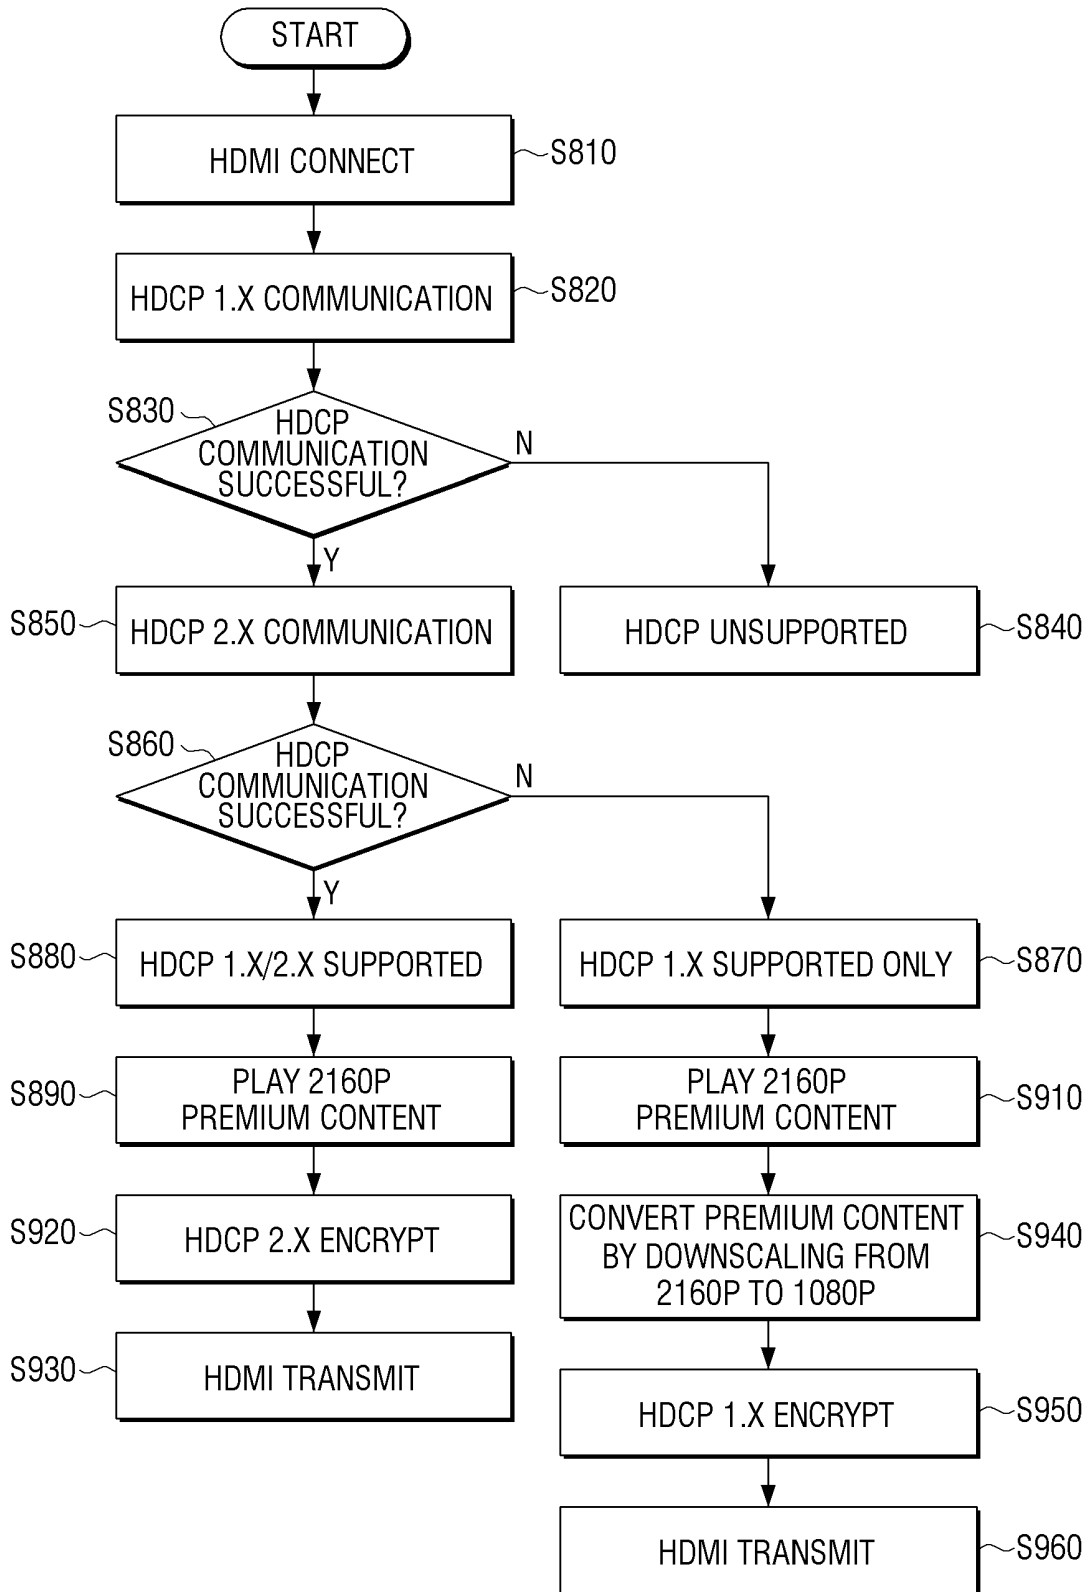 START
HDMI CONNECT
S810
HDCP 1.X COMMUNICATION
S820
S830
HDCP
COMMUNICATION
SUCCESSFUL?
N
Y
S850
HDCP 2.X COMMUNICATION
HDCP UNSUPPORTED
S840
S860
HDCP
COMMUNICATION
SUCCESSFUL?
N
Y
S880
HDCP 1.X/2.X SUPPORTED
HDCP 1.X SUPPORTED ONLY
S870
S890
PLAY 2160P
PREMIUM CONTENT
PLAY 2160P
PREMIUM CONTENT
S910
S920
HDCP 2.X ENCRYPT
CONVERT PREMIUM CONTENT
BY DOWNSCALING FROM
2160P TO 1080P
S940
S930
HDMI TRANSMIT
HDCP 1.X ENCRYPT
S950
HDMI TRANSMIT
S960